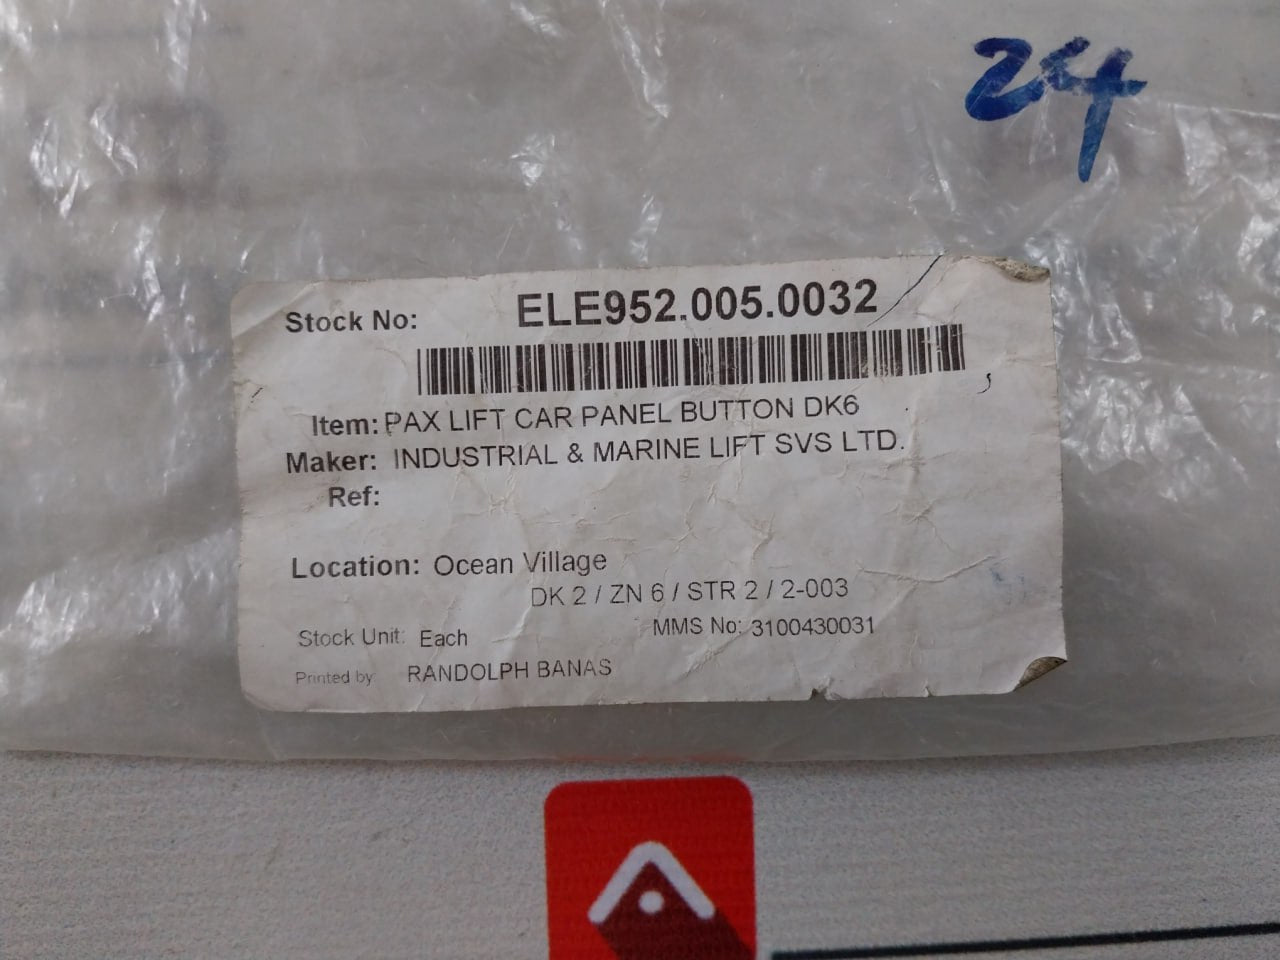 24
Stock No: ELE952.005.0032
Item: PAX LIFT CAR PANEL BUTTON DK6
Maker: INDUSTRIAL & MARINE LIFT SVS LTD.
Ref:
Location: Ocean Village
DK 2 / ZN 6 / STR 2 / 2-003
Stock Unit: Each MMS No: 3100430031
Printed by RANDOLPH BANAS